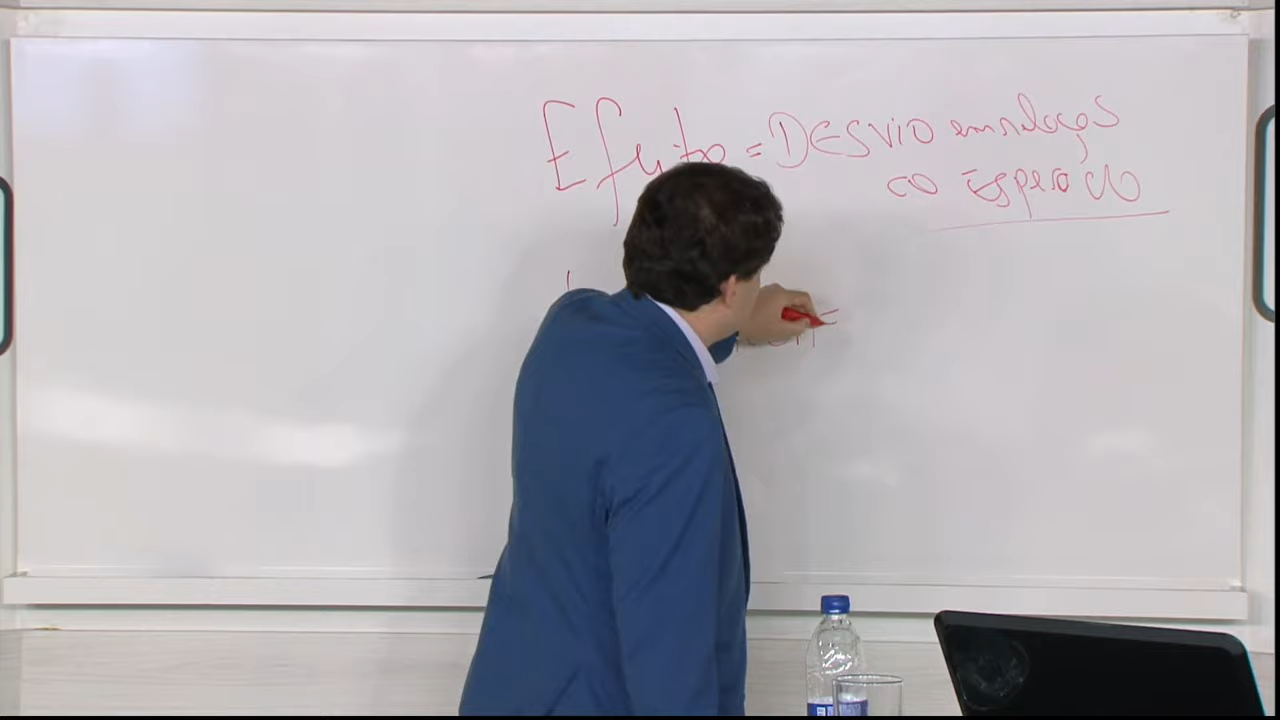 Efeito = DESVIO em relação
ao Esperado